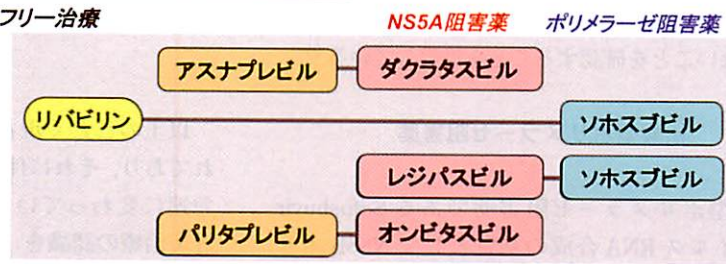 フリー治療 NS5A阻害薬 ポリメラーゼ阻害薬
アスナプレビル ダクラタスビル
リバビリン ソホスブビル
レジパスビル ソホスブビル
パリタプレビル オンビタスビル